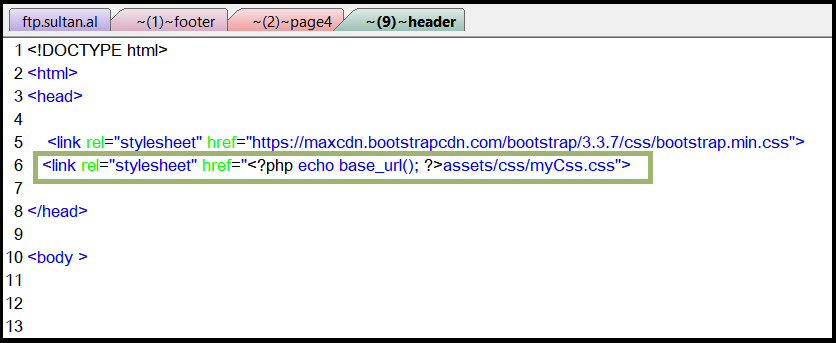 ftp.sultan.al ~(1)~footer ~(2)~page4 ~(9)~header
1 <!DOCTYPE html>
2 <html>
3 <head>
4
5 <link rel="stylesheet" href="https://maxcdn.bootstrapcdn.com/bootstrap/3.3.7/css/bootstrap.min.css">
6 <link rel="stylesheet" href="<?php echo base_url(); ?>assets/css/myCss.css">
7
8 </head>
9
10 <body >
11
12
13